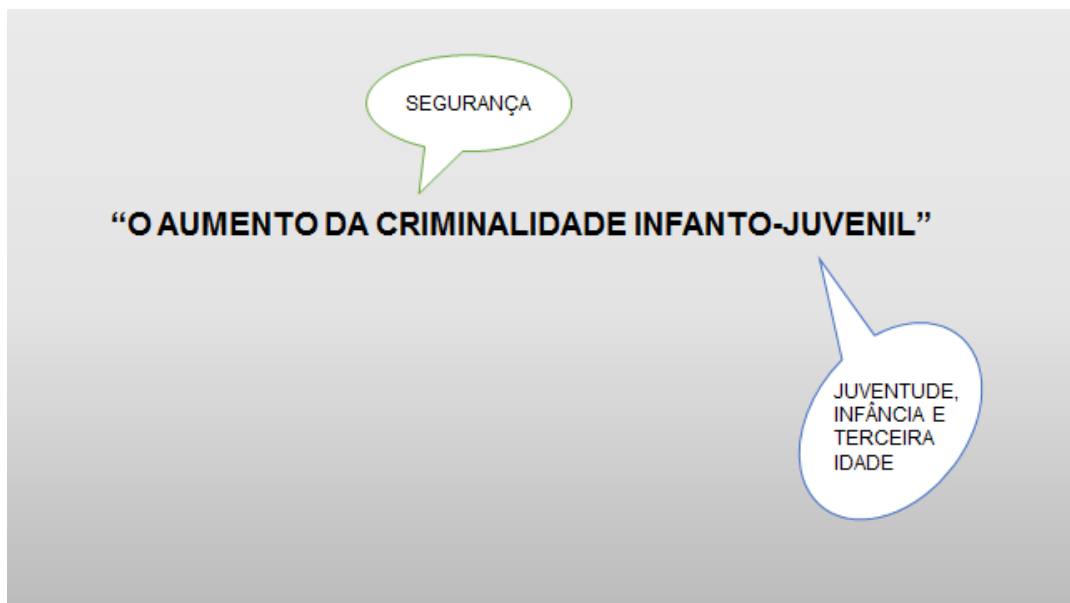 SEGURANÇA
“O AUMENTO DA CRIMINALIDADE INFANTO-JUVENIL”
JUVENTUDE,
INFÂNCIA E
TERCEIRA
IDADE